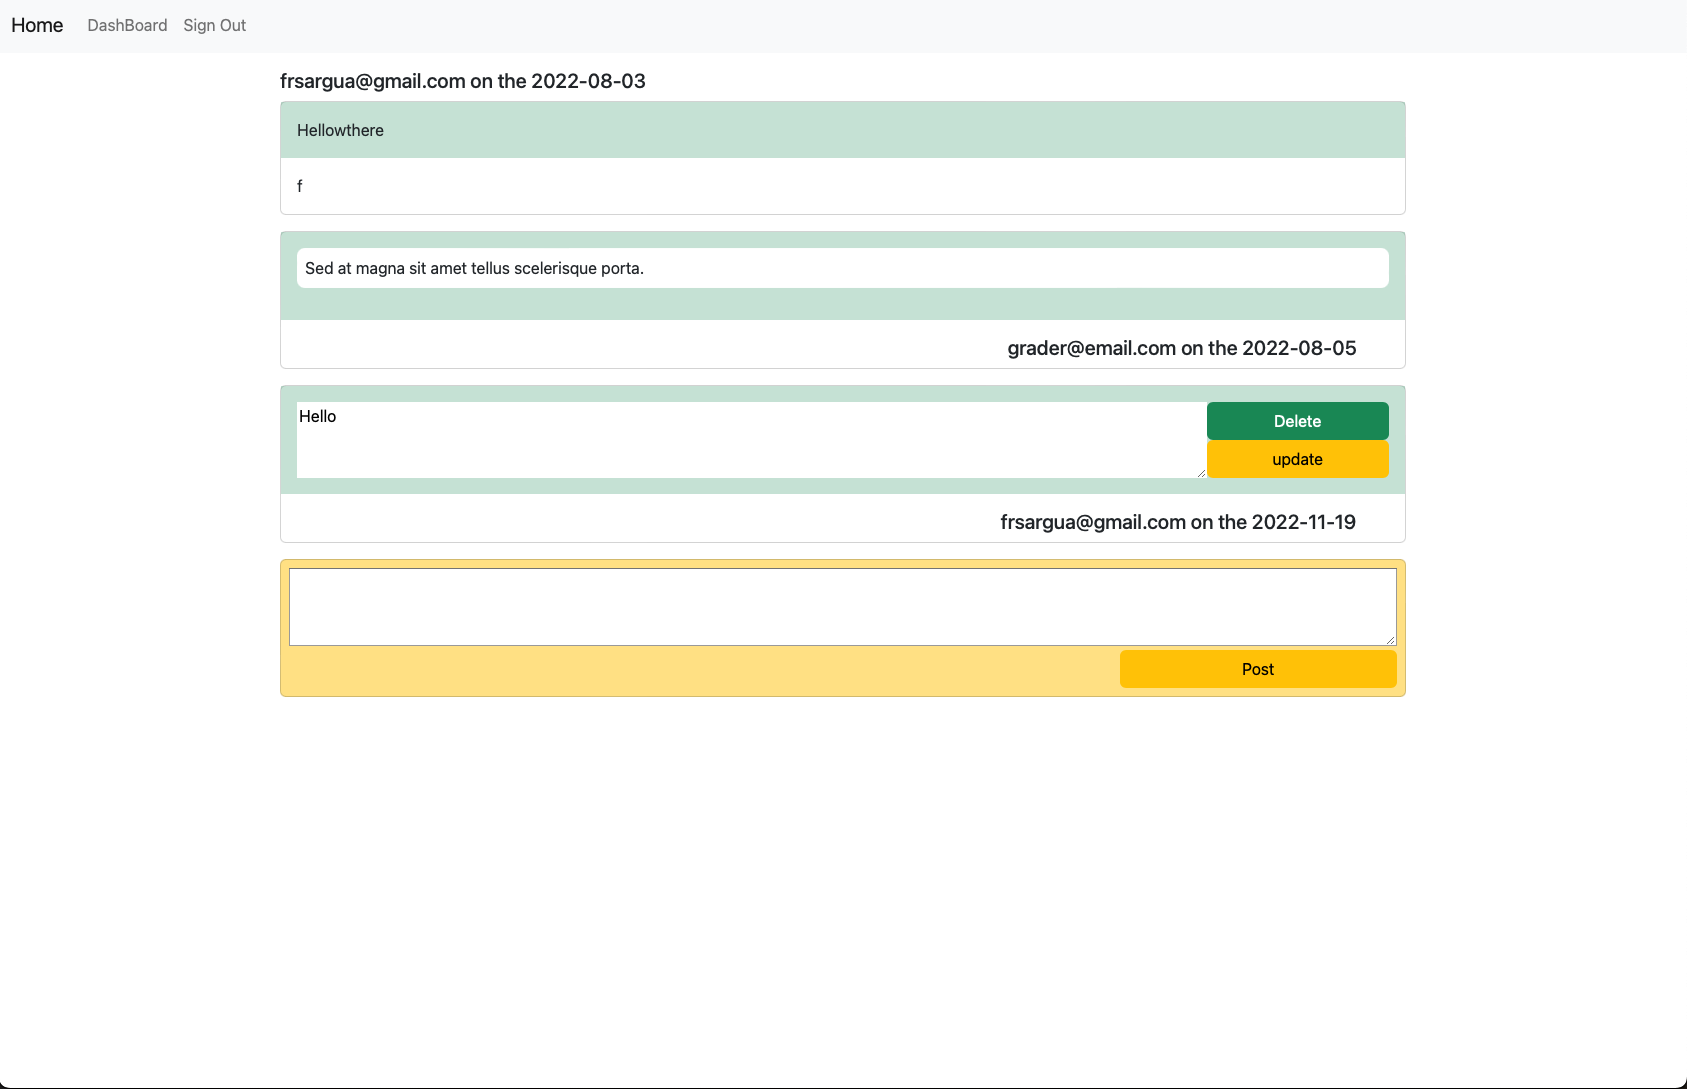 Home DashBoard Sign Out
frsargua@gmail.com on the 2022-08-03
Hellowthere
f
Sed at magna sit amet tellus scelerisque porta.
grader@email.com on the 2022-08-05
Hello
Delete
update
frsargua@gmail.com on the 2022-11-19
Post